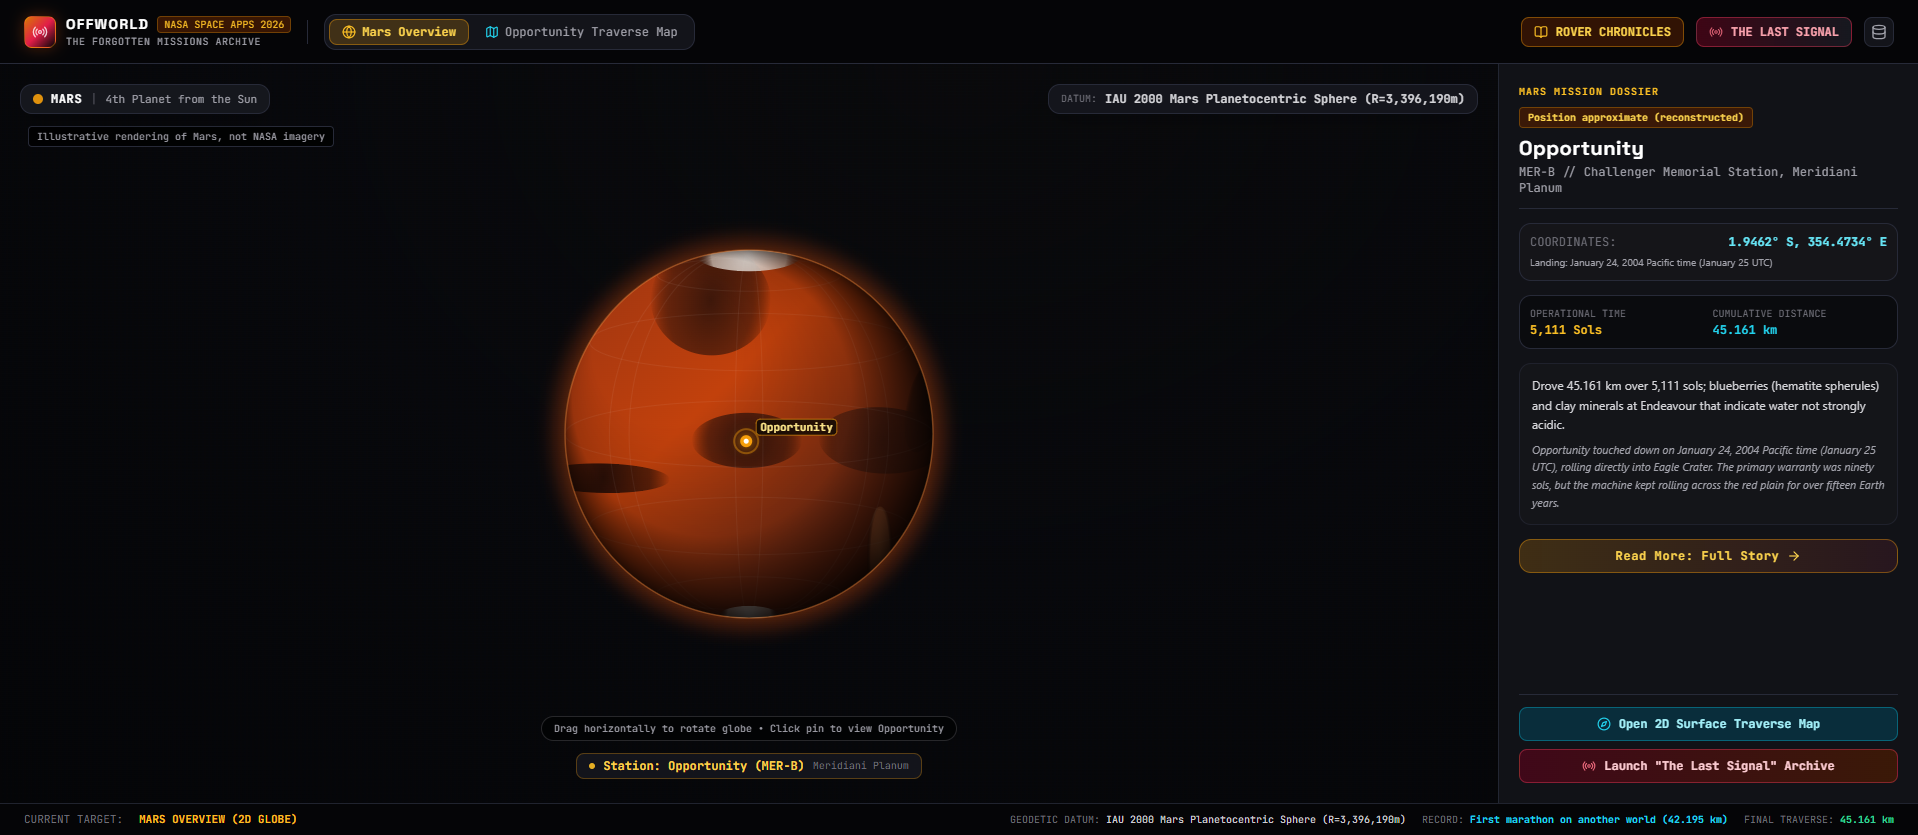 OFFWORLD NASA SPACE APPS 2026
THE FORGOTTEN MISSIONS ARCHIVE
Mars Overview
Opportunity Traverse Map
ROVER CHRONICLES
THE LAST SIGNAL
MARS | 4th Planet from the Sun
Illustrative rendering of Mars, not NASA imagery
DATUM: IAU 2000 Mars Planetocentric Sphere (R=3,396,190m)
Opportunity
Drag horizontally to rotate globe • Click pin to view Opportunity
Station: Opportunity (MER-B) Meridiani Planum
MARS MISSION DOSSIER
Position approximate (reconstructed)
Opportunity
MER-B // Challenger Memorial Station, Meridiani
Planum
COORDINATES: 1.9462° S, 354.4734° E
Landing: January 24, 2004 Pacific time (January 25 UTC)
OPERATIONAL TIME
5,111 Sols
CUMULATIVE DISTANCE
45.161 km
Drove 45.161 km over 5,111 sols; blueberries (hematite spherules)
and clay minerals at Endeavour that indicate water not strongly
acidic.
Opportunity touched down on January 24, 2004 Pacific time (January 25
UTC), rolling directly into Eagle Crater. The primary warranty was ninety
sols, but the machine kept rolling across the red plain for over fifteen Earth
years.
Read More: Full Story →
Open 2D Surface Traverse Map
Launch "The Last Signal" Archive
CURRENT TARGET: MARS OVERVIEW (2D GLOBE)
GEODETIC DATUM: IAU 2000 Mars Planetocentric Sphere (R=3,396,190m)
RECORD: First marathon on another world (42.195 km)
FINAL TRAVERSE: 45.161 km